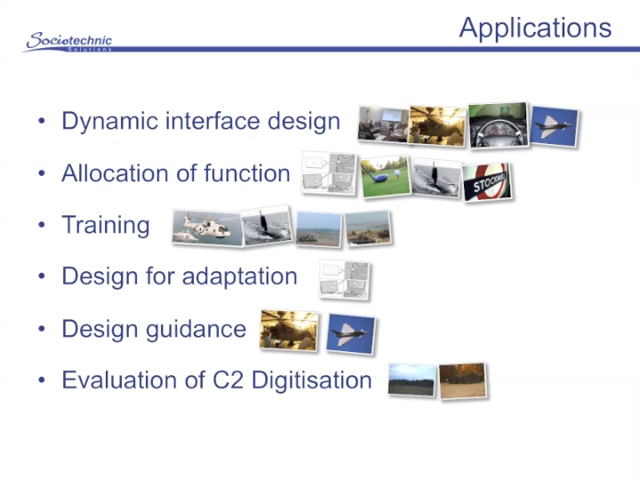 Applications
Sociotechnic
Solutions
• Dynamic interface design
• Allocation of function
STOCKWELL
• Training
• Design for adaptation
• Design guidance
• Evaluation of C2 Digitisation